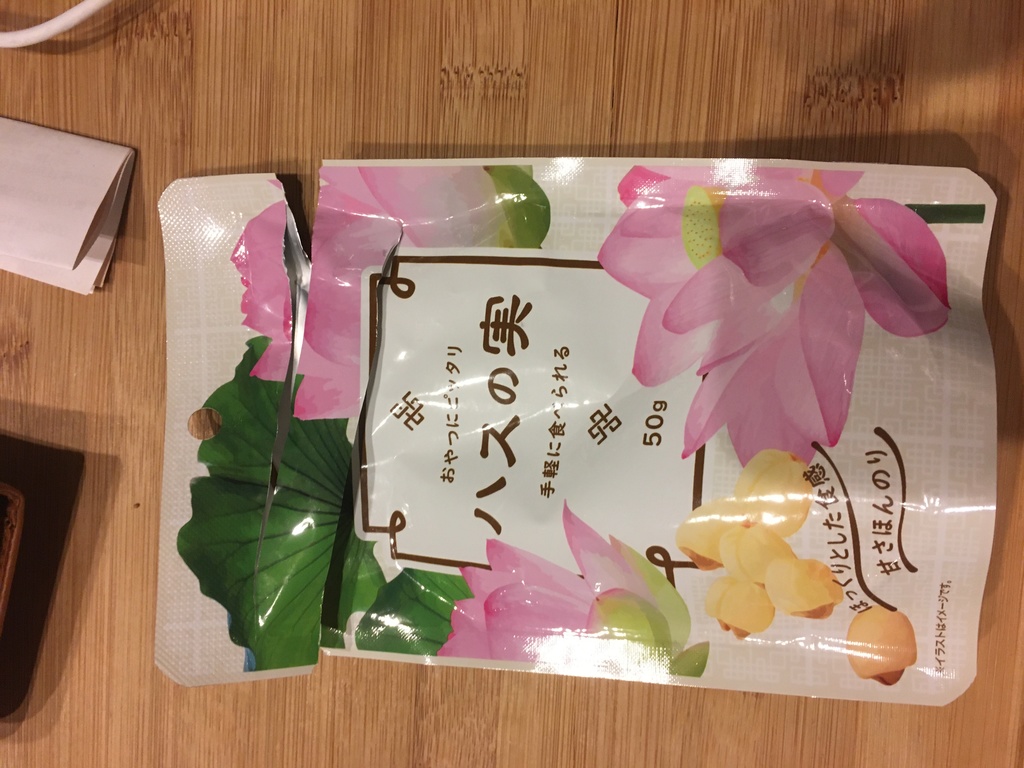 おやつにピッタリ
ハスの実
手軽に食べられる
50g
ほっくりとした食感
甘さほんのり
※イラストはイメージです。